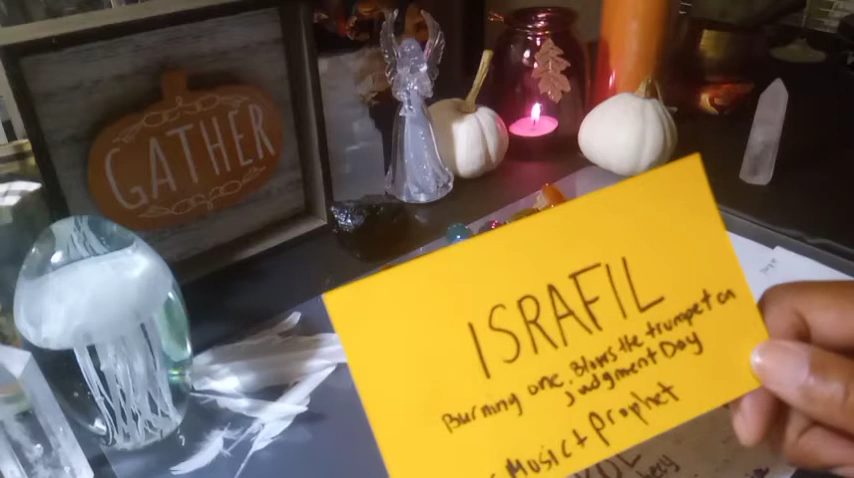 GATHER
ISRAFIL
Burning one, Blows the trumpet on
judgment Day
Music + Prophet